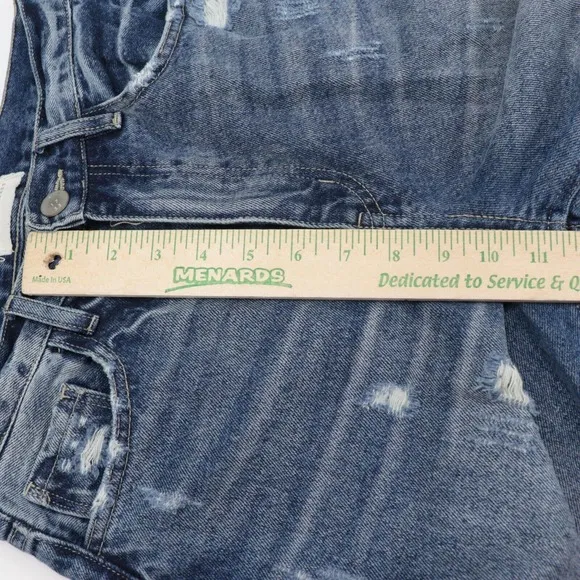 1 2 3 4 5 6 7 8 9 10 11
Made in USA MENARDS Dedicated to Service & Q